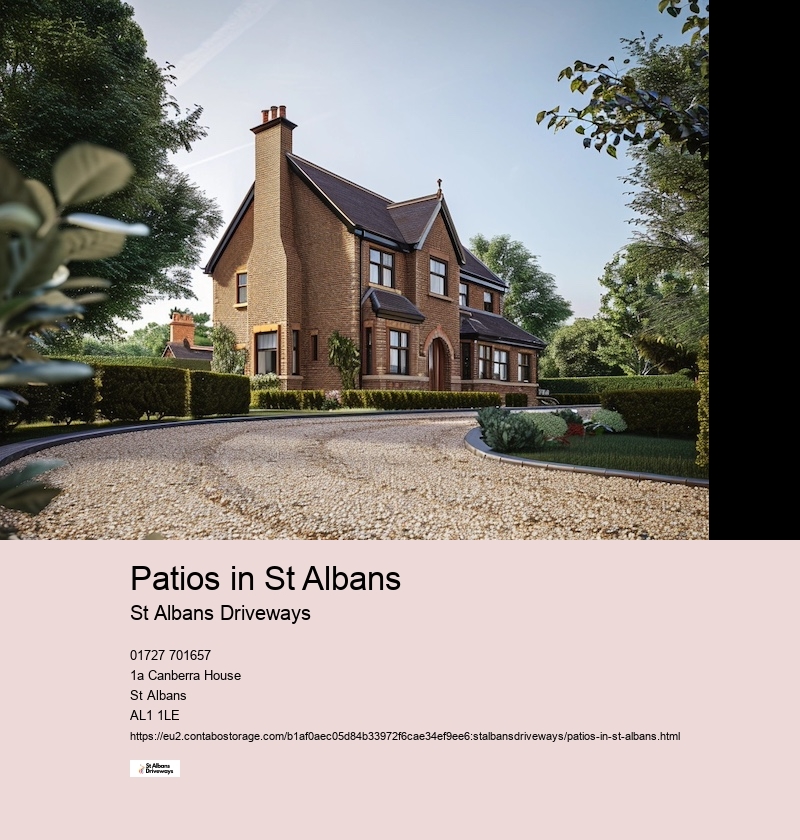 Patios in St Albans
St Albans Driveways
01727 701657
1a Canberra House
St Albans
AL1 1LE
https://eu2.contabostorage.com/b1af0aec05d84b33972f6cae34ef9ee6:stalbansdriveways/patios-in-st-albans.html
St Albans
Driveways